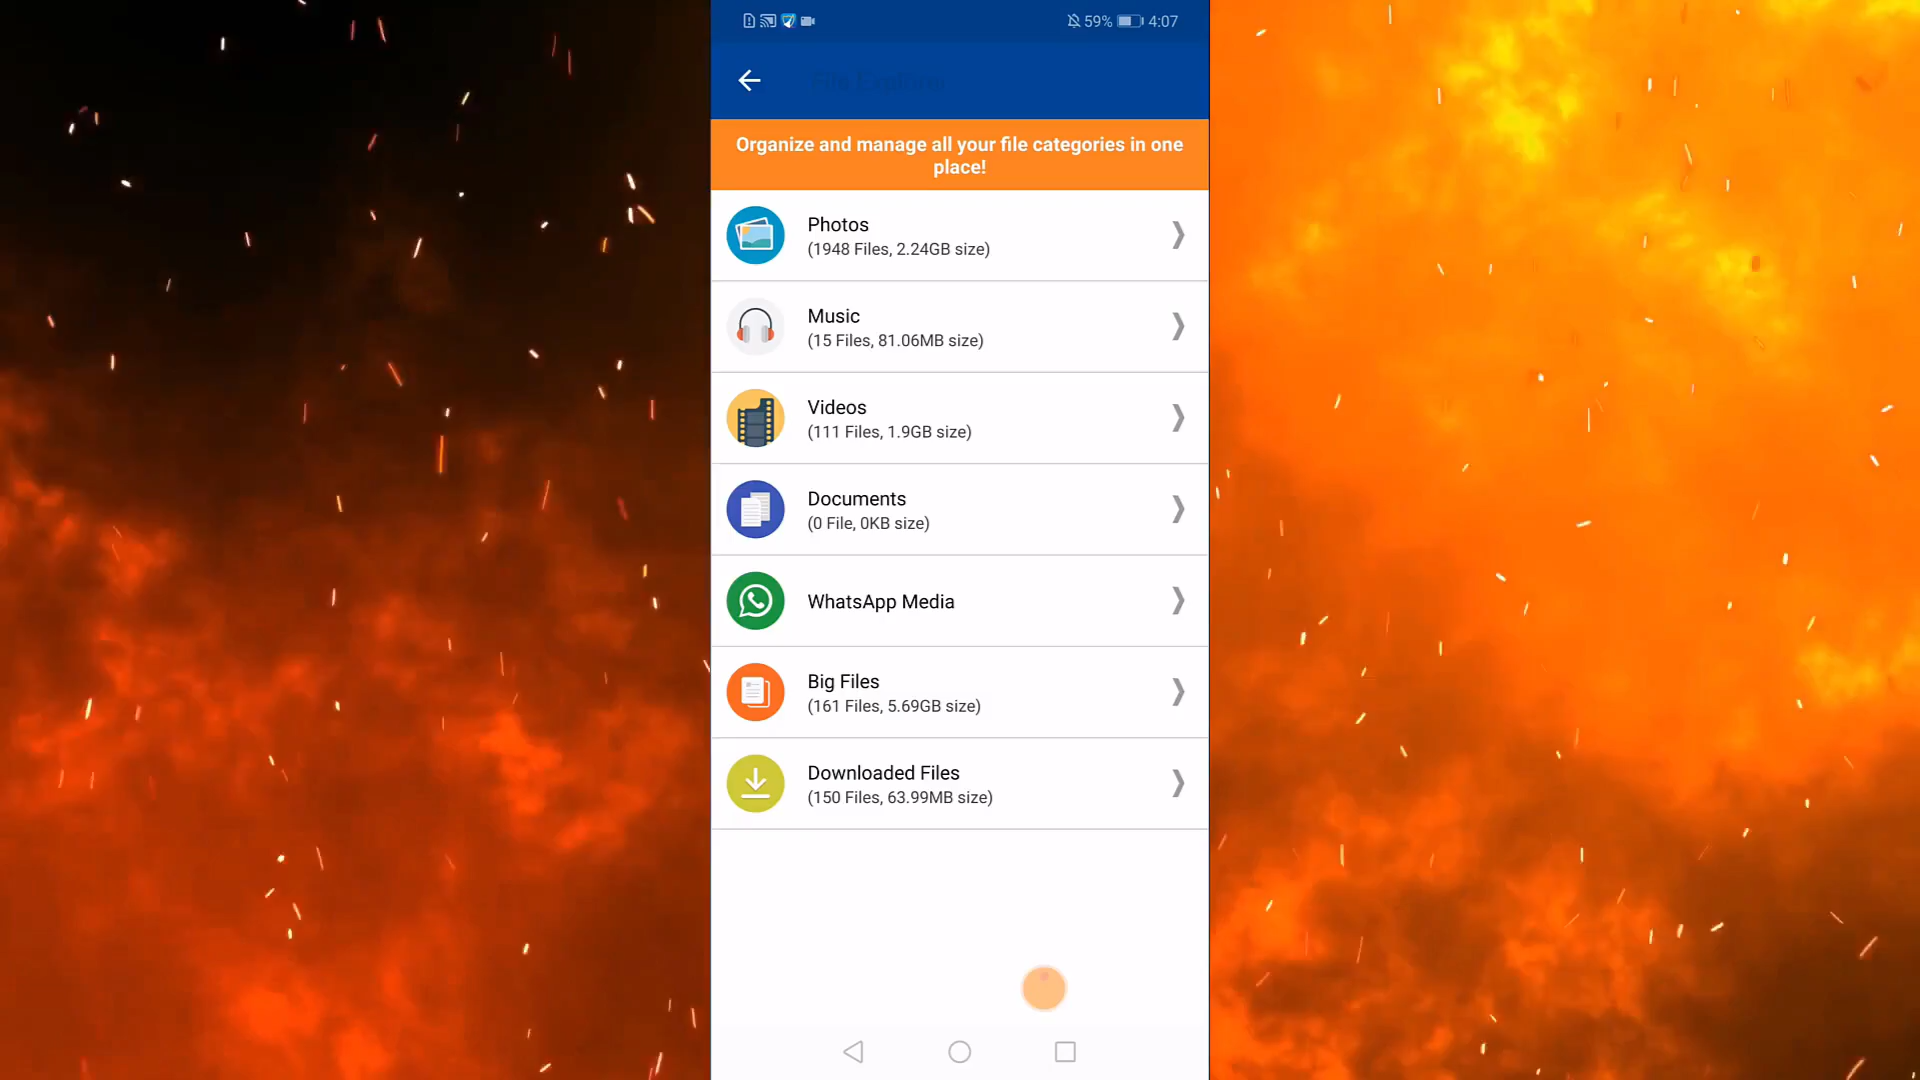 59% 4:07
File Explorer
Organize and manage all your file categories in one
place!
Photos
(1948 Files, 2.24GB size)
Music
(15 Files, 81.06MB size)
Videos
(111 Files, 1.9GB size)
Documents
(0 File, 0KB size)
WhatsApp Media
Big Files
(161 Files, 5.69GB size)
Downloaded Files
(150 Files, 63.99MB size)